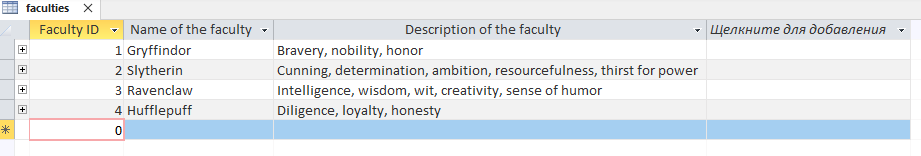 faculties
Faculty ID Name of the faculty Description of the faculty Щелкните для добавления
1 Gryffindor Bravery, nobility, honor
2 Slytherin Cunning, determination, ambition, resourcefulness, thirst for power
3 Ravenclaw Intelligence, wisdom, wit, creativity, sense of humor
4 Hufflepuff Diligence, loyalty, honesty
0